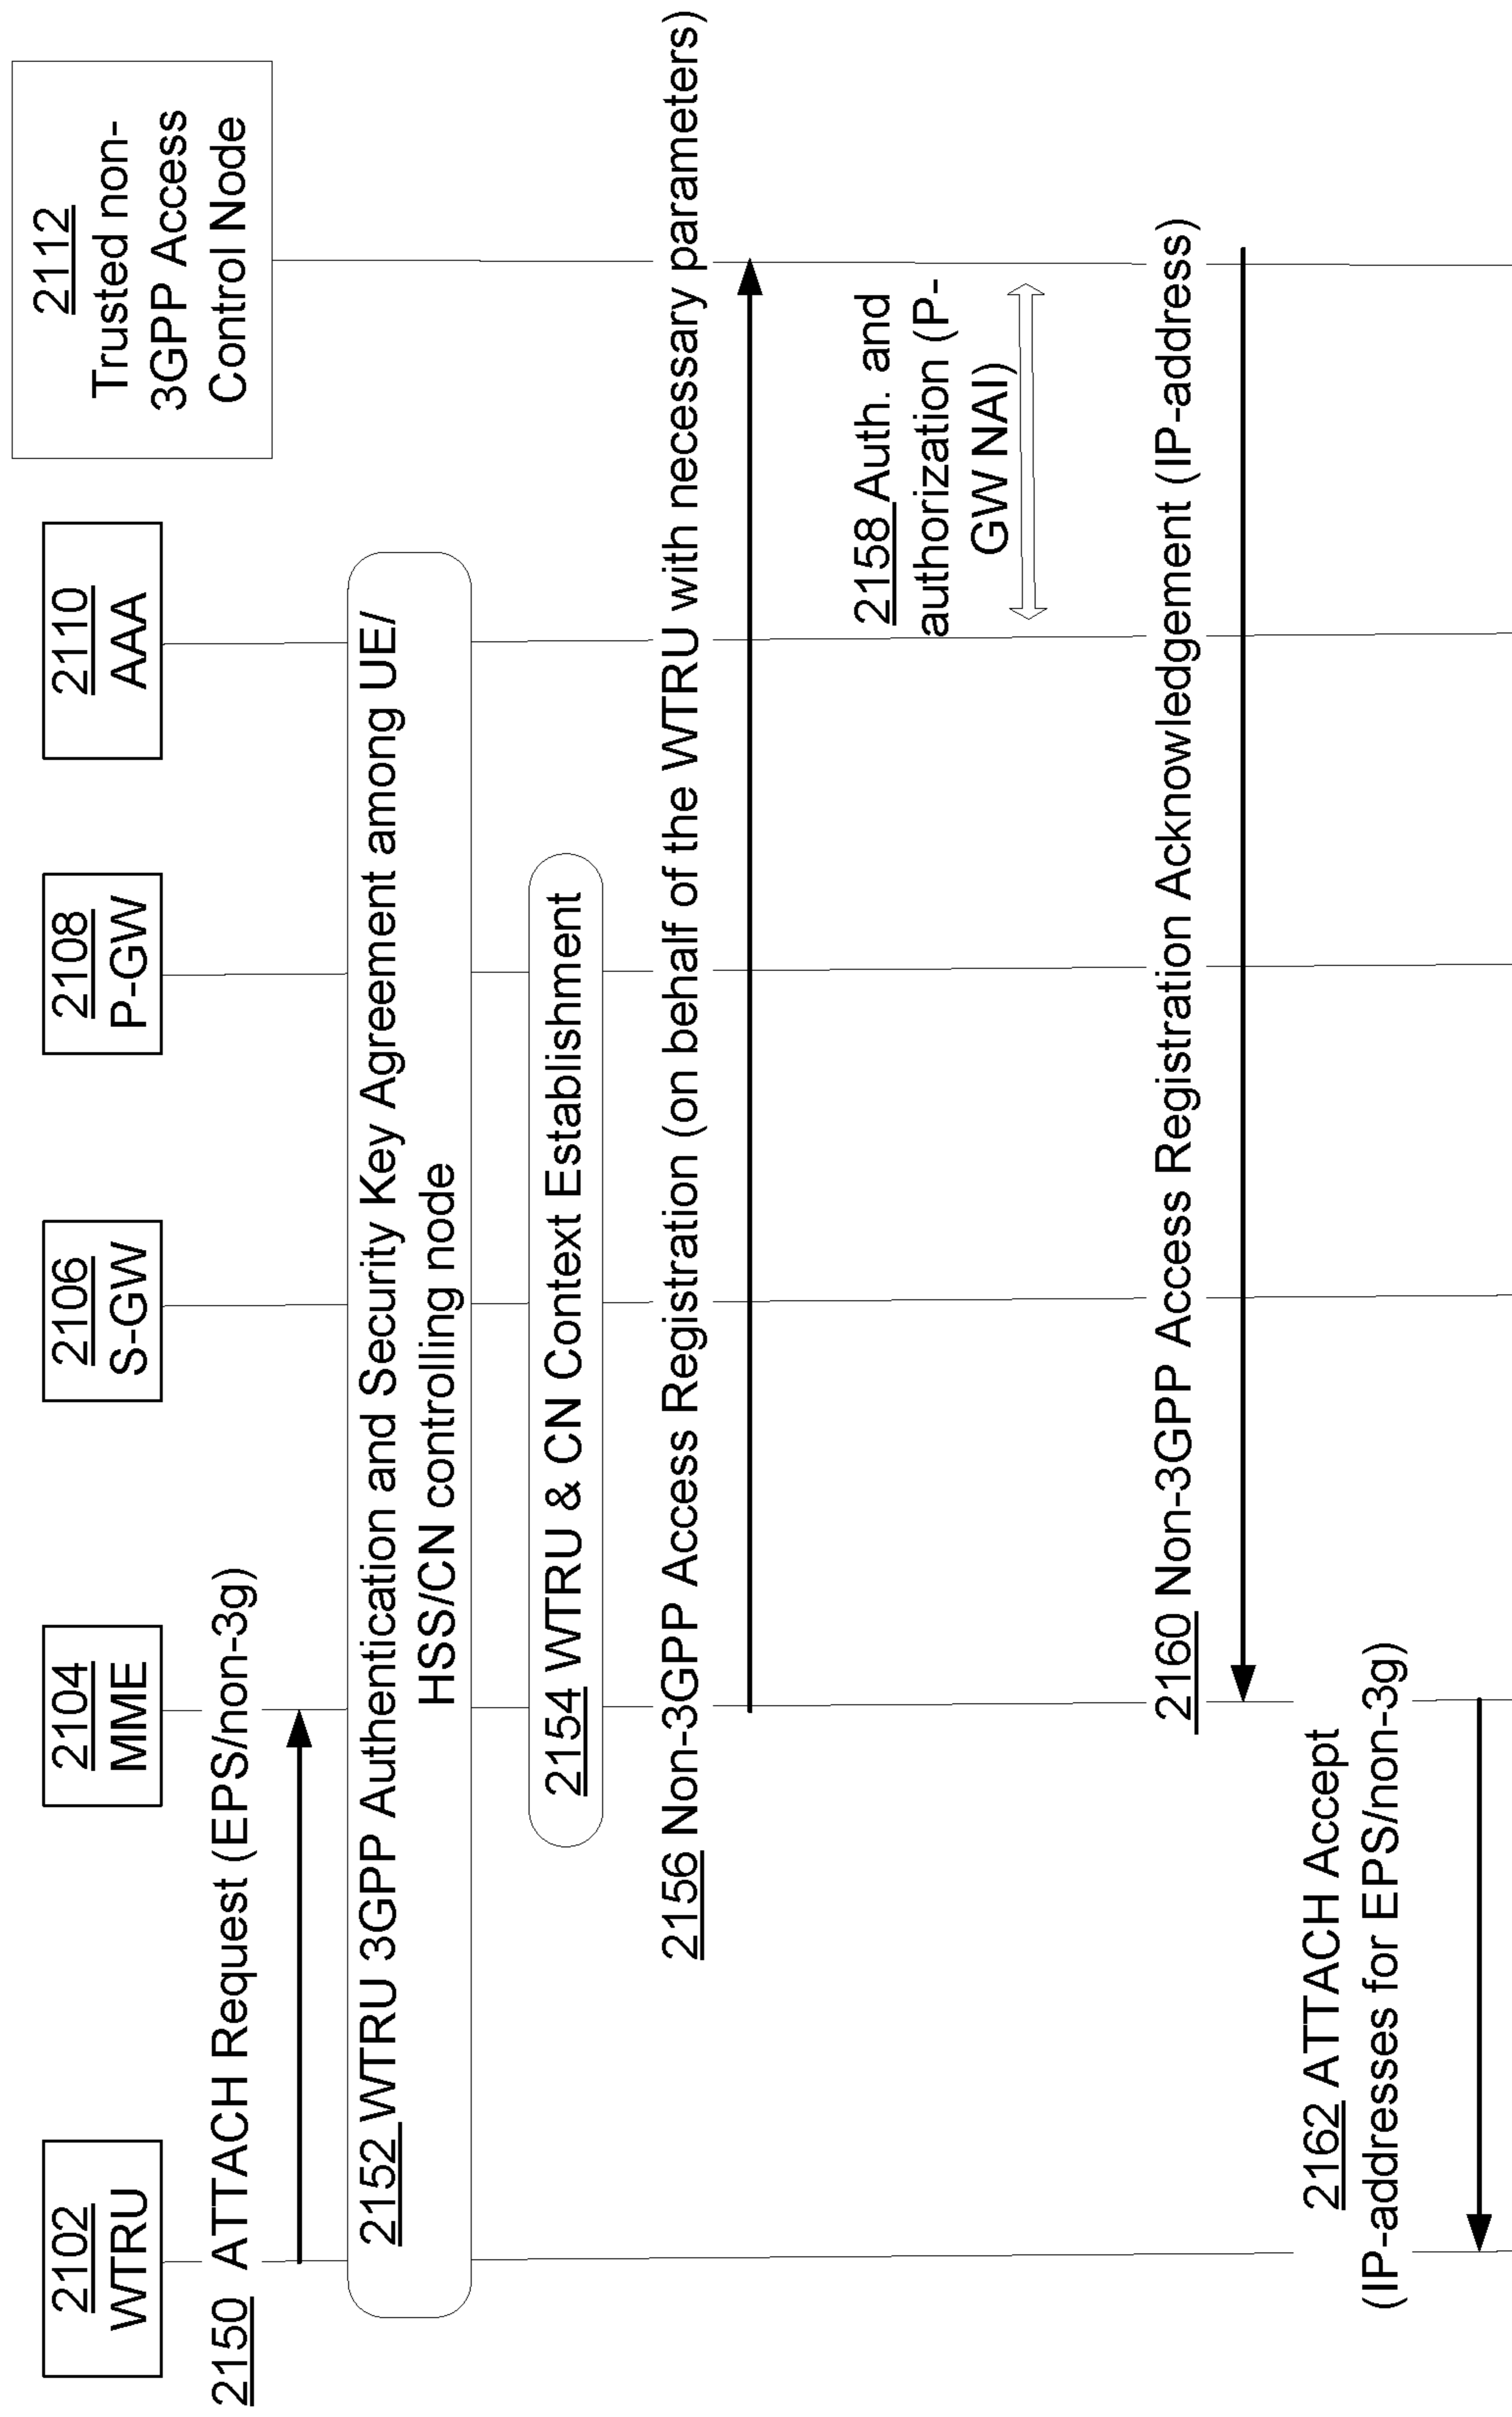 2102
WTRU
2104
MME
2106
S-GW
2108
P-GW
2110
AAA
2112
Trusted non-
3GPP Access
Control Node
2150 ATTACH Request (EPS/non-3g)
2152 WTRU 3GPP Authentication and Security Key Agreement among UE/
HSS/CN controlling node
2154 WTRU & CN Context Establishment
2156 Non-3GPP Access Registration (on behalf of the WTRU with necessary parameters)
2158 Auth. and
authorization (P-
GW NAI)
2160 Non-3GPP Access Registration Acknowledgement (IP-address)
2162 ATTACH Accept
(IP-addresses for EPS/non-3g)